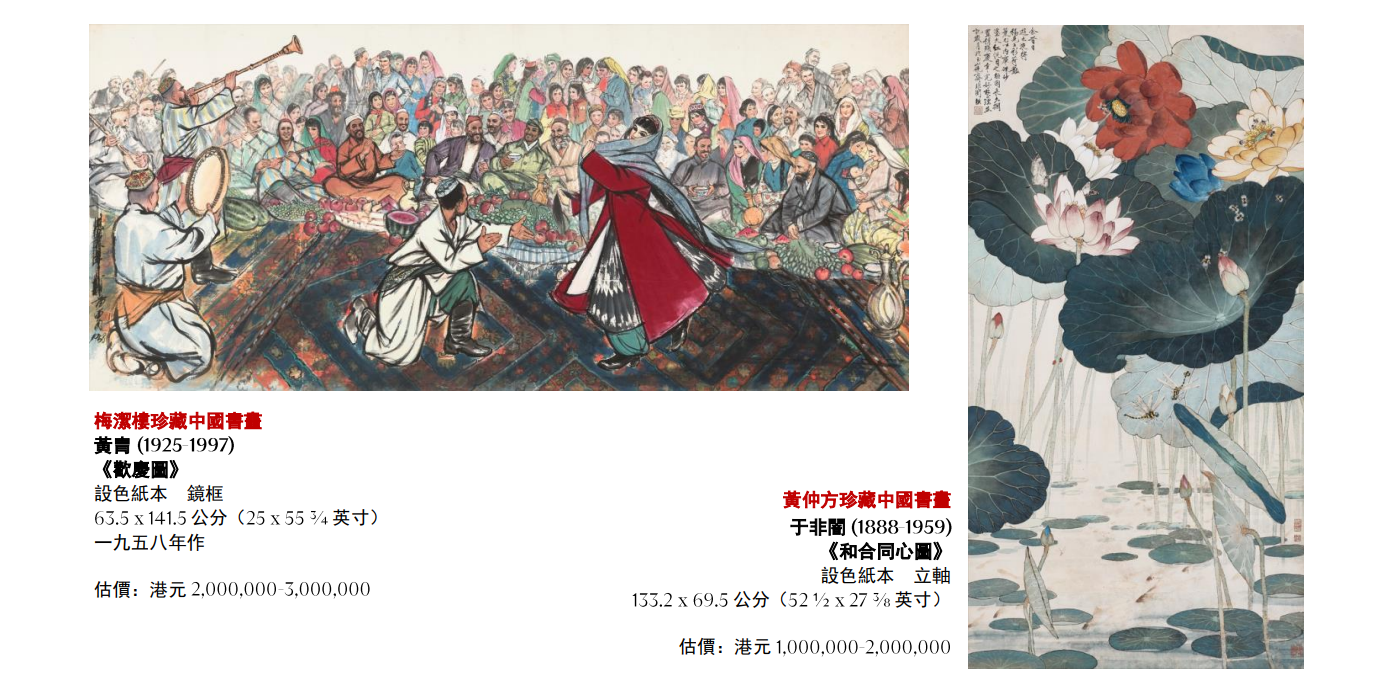 梅潔樓珍藏中國書畫
黃胄 (1925-1997)
《歡慶圖》
設色紙本　鏡框
63.5 x 141.5 公分（25 x 55 ¾ 英寸）
一九五八年作
估價：港元 2,000,000-3,000,000
黃仲方珍藏中國書畫
于非闇 (1888-1959)
《和合同心圖》
設色紙本　立軸
133.2 x 69.5 公分（52 ½ x 27 ⅜ 英寸）
估價：港元 1,000,000-2,000,000